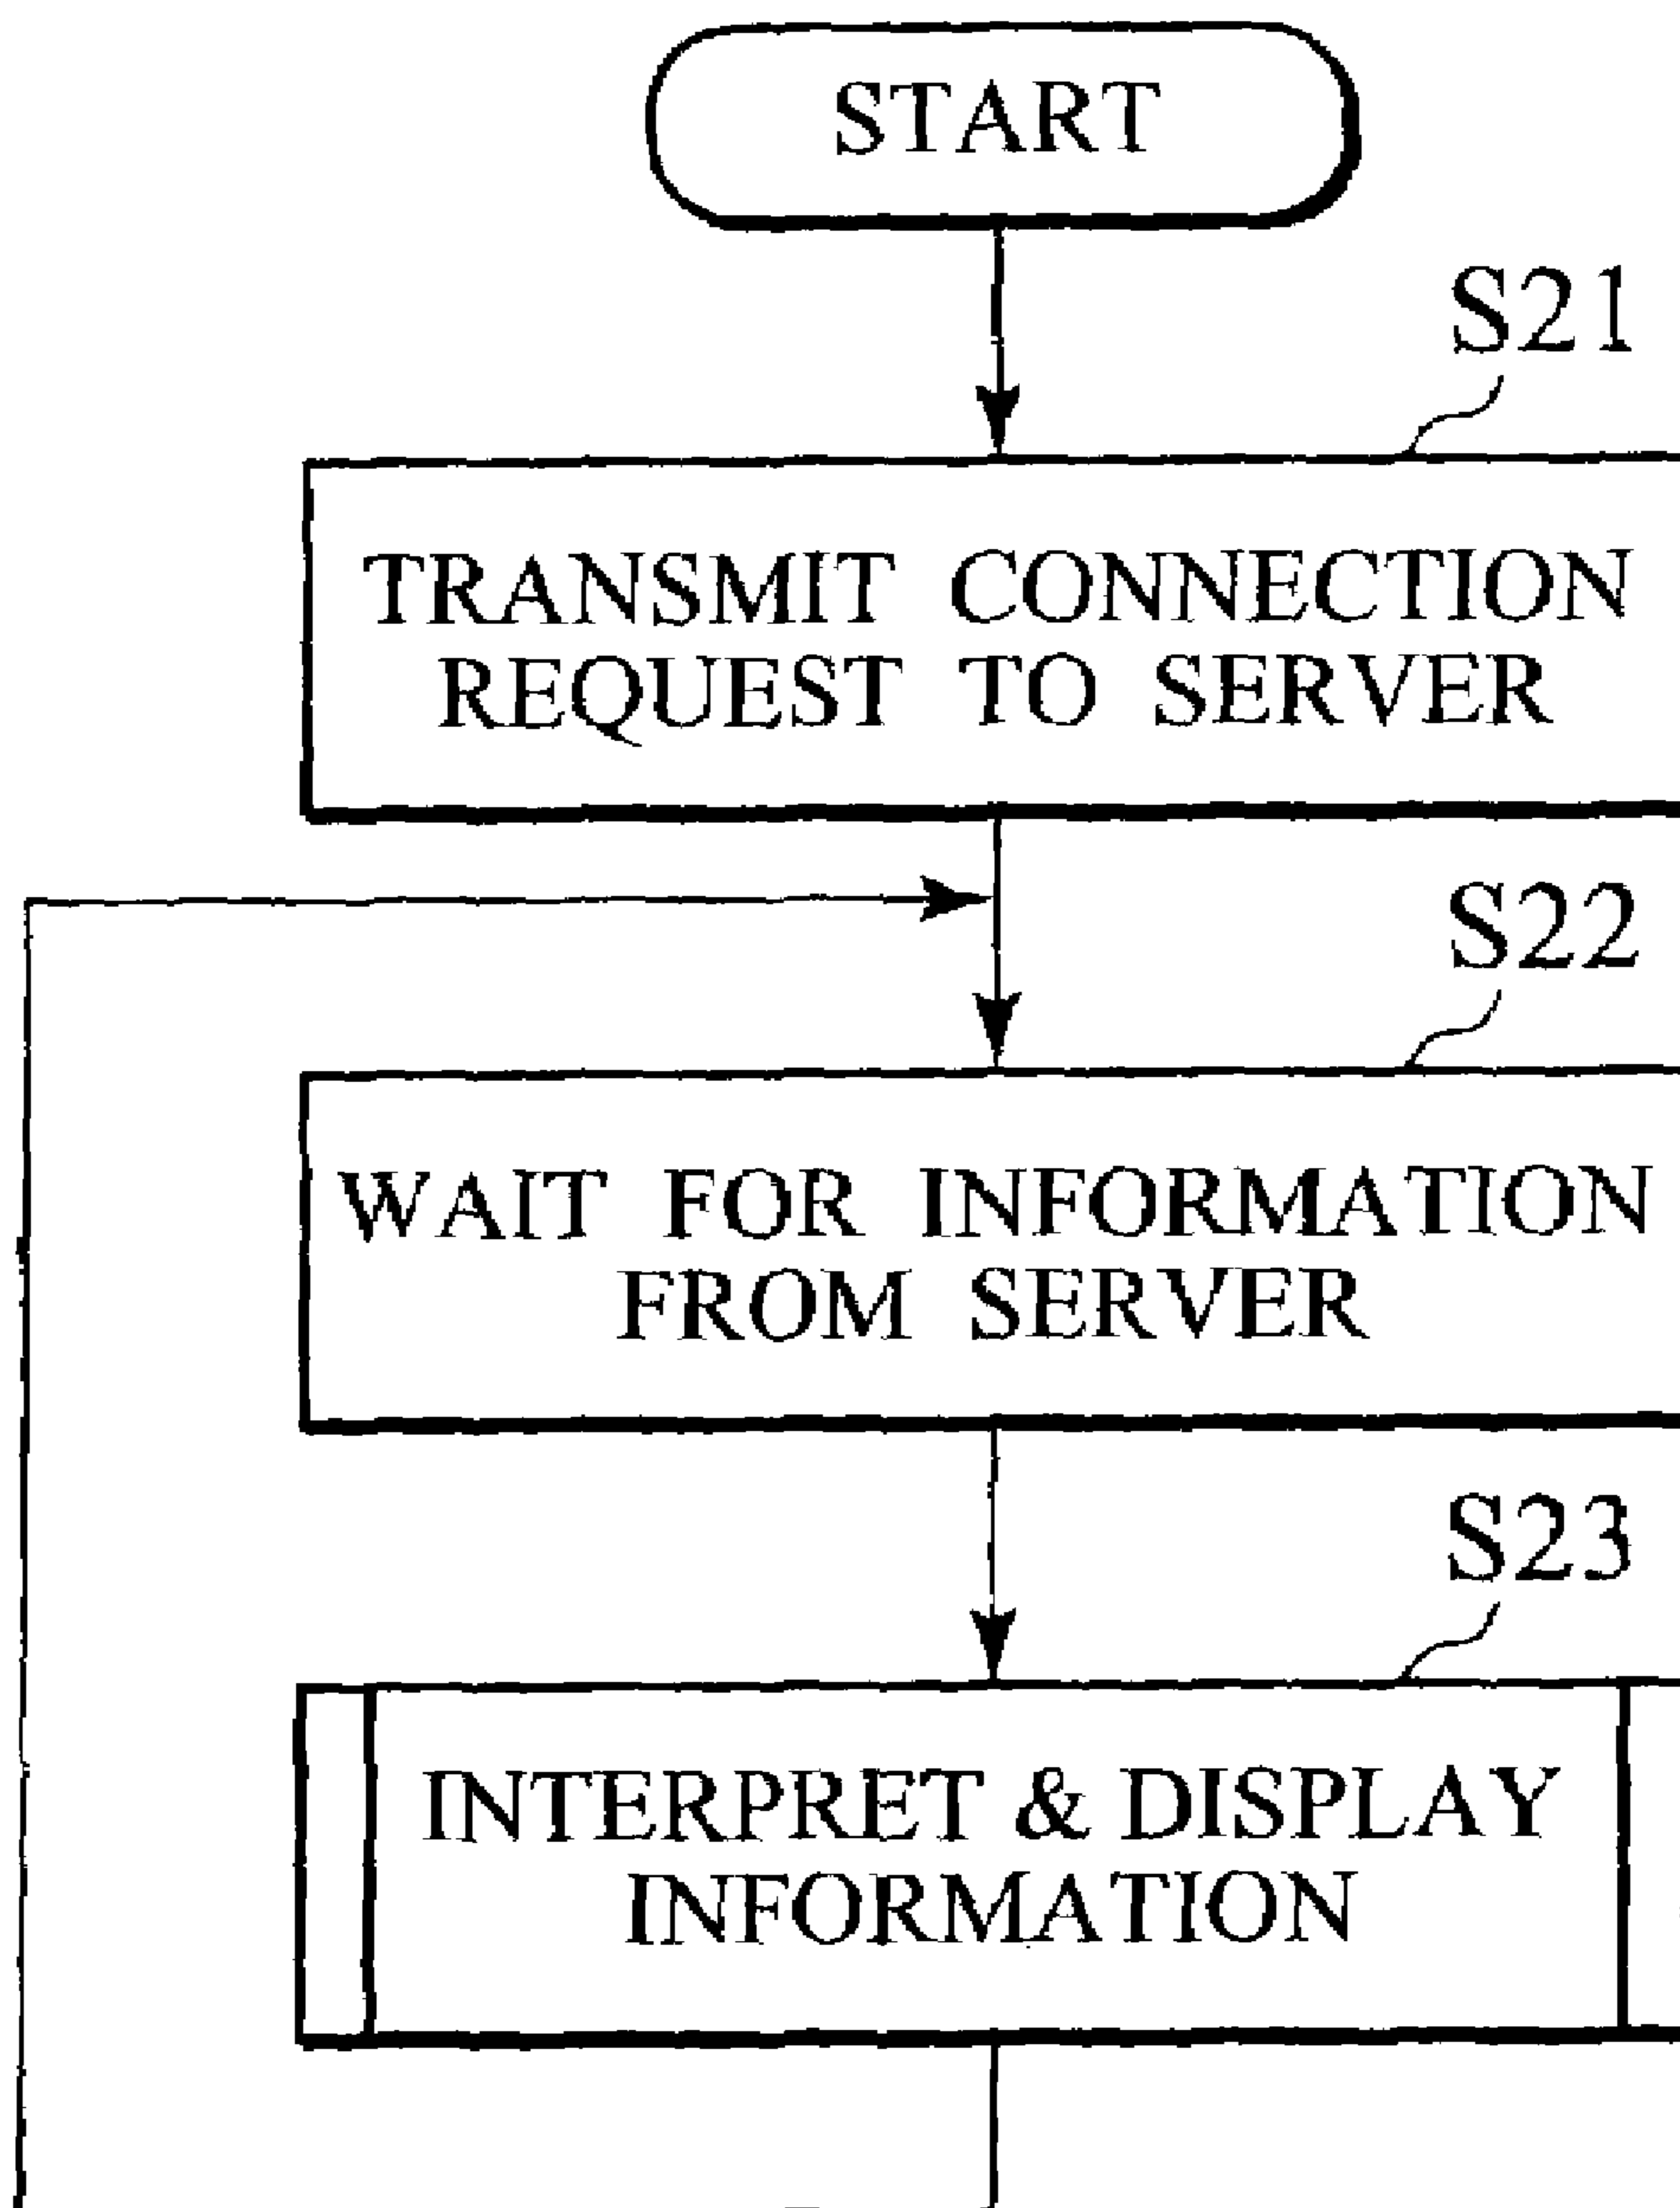 START
S21
TRANSMIT CONNECTION
REQUEST TO SERVER
S22
WAIT FOR INFORMATION
FROM SERVER
S23
INTERPRET & DISPLAY
INFORMATION